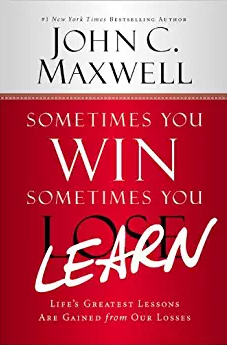 #1 New York Times Bestselling Author
JOHN C.
MAXWELL
SOMETIMES YOU
WIN
SOMETIMES YOU
LOSE
LEARN
LIFE'S GREATEST LESSONS
ARE GAINED from OUR LOSSES